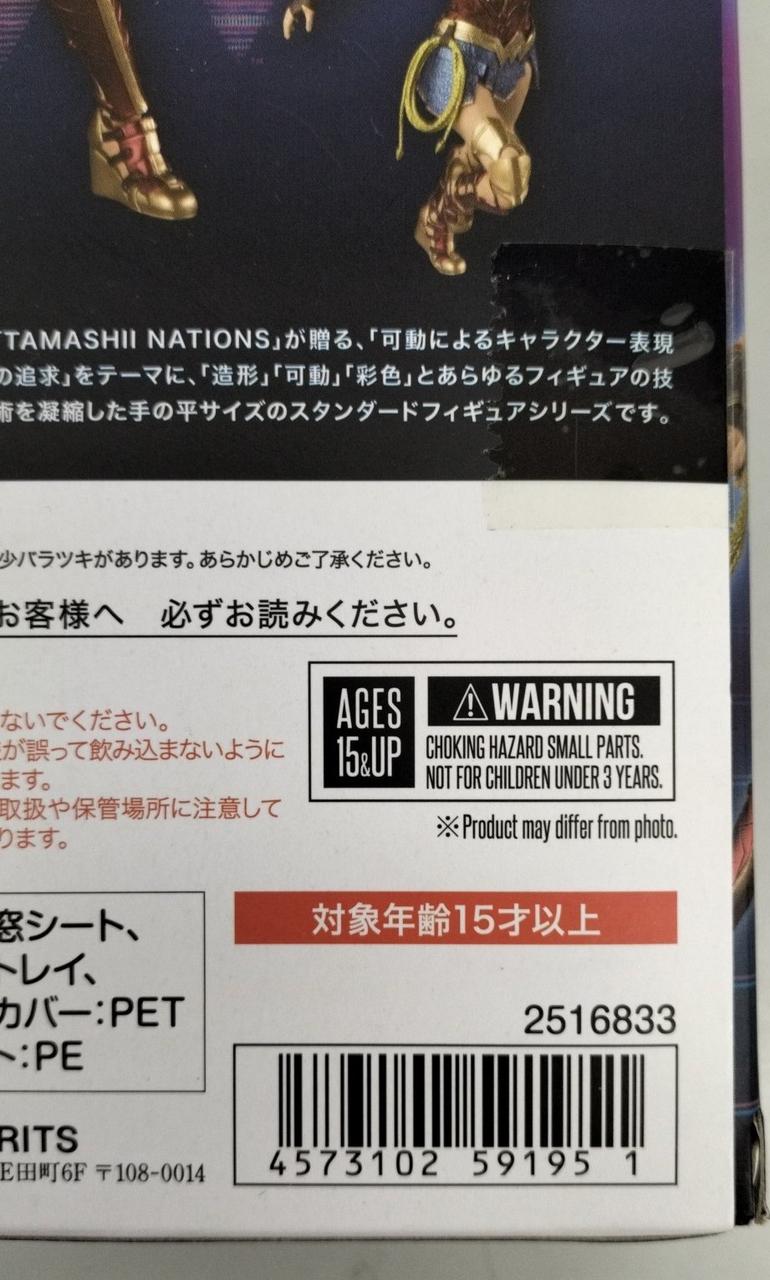 「TAMASHII NATIONS」が贈る、「可動によるキャラクター表現
の追求」をテーマに、「造形」「可動」「彩色」とあらゆるフィギュアの技
術を凝縮した手の平サイズのスタンダードフィギュアシリーズです。
少バラツキがあります。あらかじめご了承ください。
お客様へ 必ずお読みください。
ないでください。
が誤って飲み込まないように
ます。
取扱や保管場所に注意して
ります。
AGES
15&UP
⚠WARNING
CHOKING HAZARD SMALL PARTS.
NOT FOR CHILDREN UNDER 3 YEARS.
※Product may differ from photo.
窓シート、
トレイ、
カバー:PET
ト:PE
対象年齢15才以上
2516833
4573102 59195 1
RITS
田町6F 〒108-0014